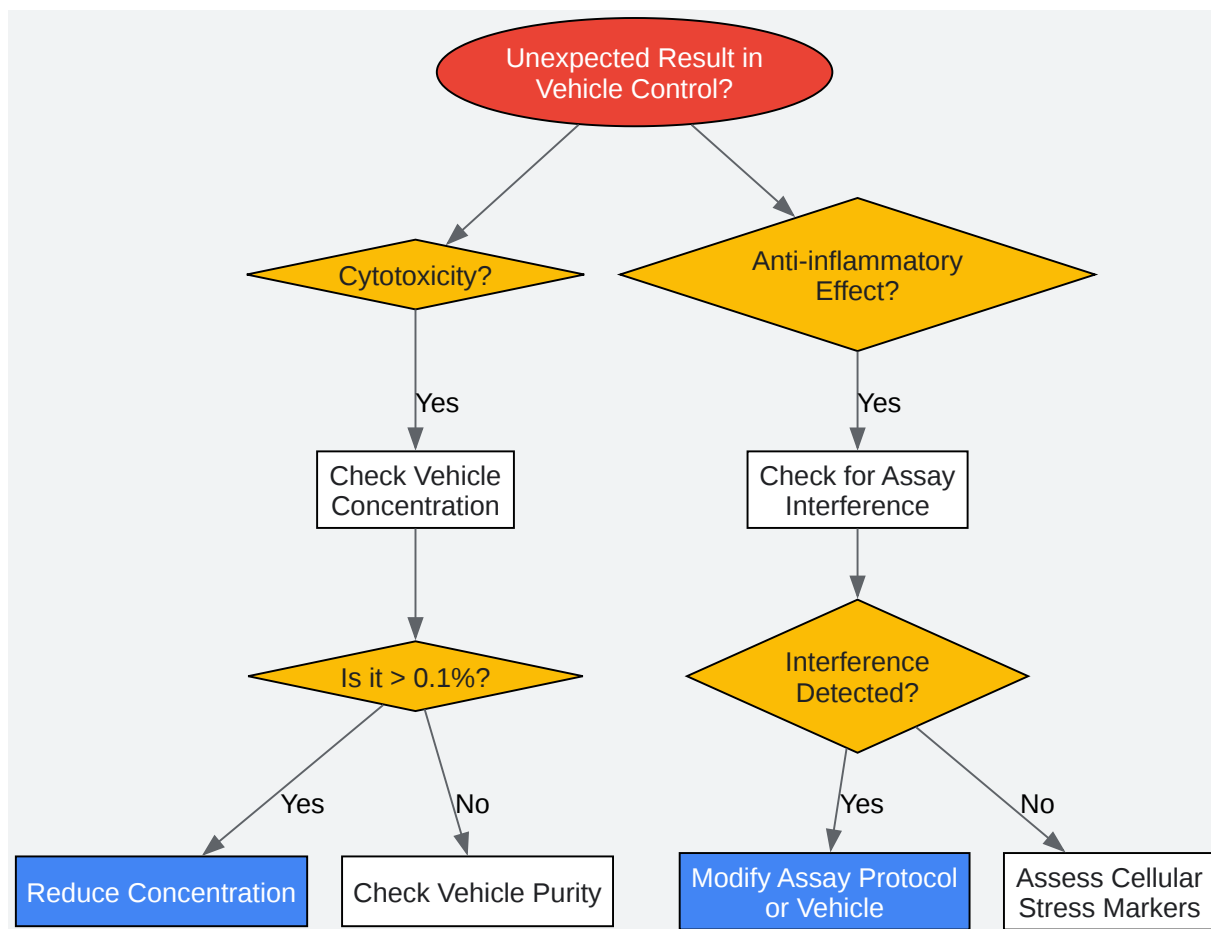 Unexpected Result in
Vehicle Control?
Cytotoxicity?
Anti-inflammatory
Effect?
Yes
Yes
Check Vehicle
Concentration
Check for Assay
Interference
Is it > 0.1%?
Interference
Detected?
Yes
No
Yes
No
Reduce Concentration
Check Vehicle Purity
Modify Assay Protocol
or Vehicle
Assess Cellular
Stress Markers